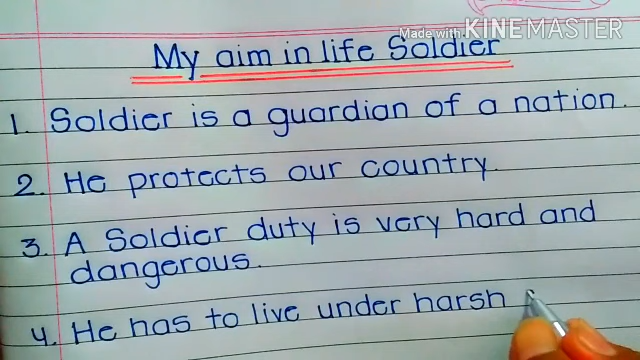 Made with KINEMASTER
My aim in life Soldier
1. Soldier is a guardian of a nation.
2. He protects our country.
3. A Soldier duty is very hard and
dangerous.
4. He has to live under harsh